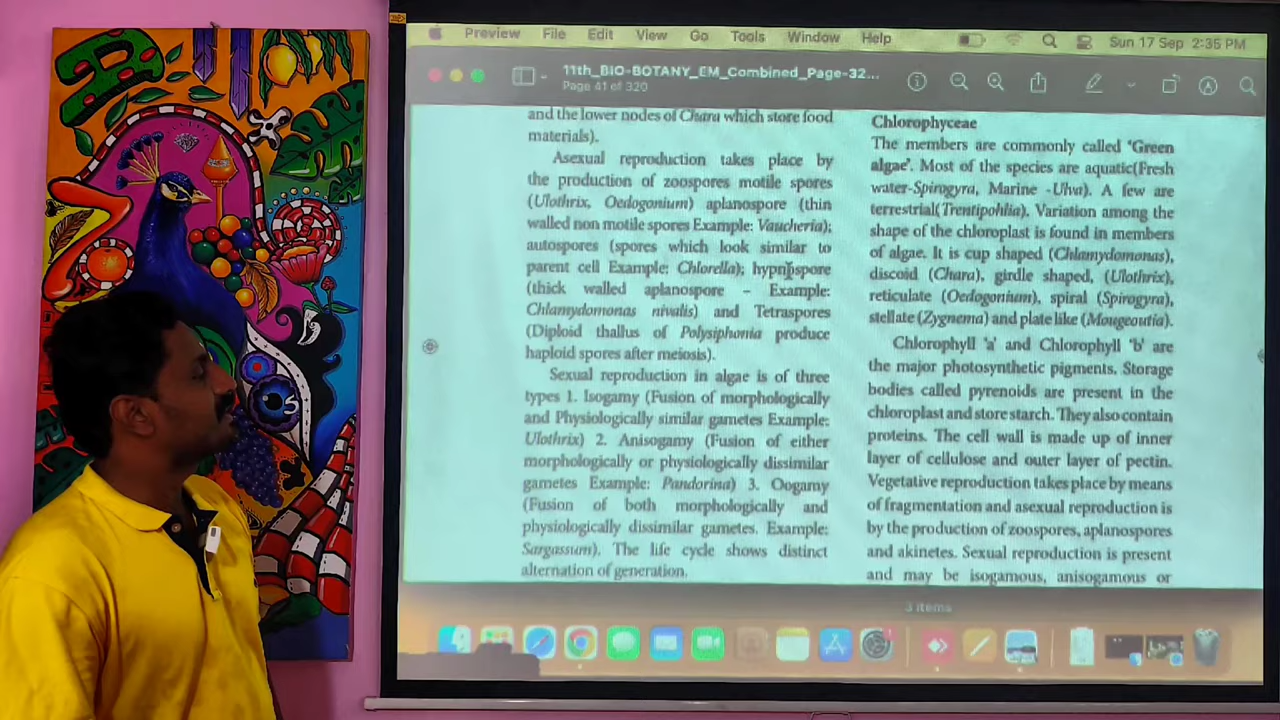 Preview File Edit View Go Tools Window Help Sun 17 Sep 2:35 PM
11th_BIO-BOTANY_EM_Combined_Page-32...
Page 41 of 320
and the lower nodes of Chara which store food
materials).
Asexual reproduction takes place by
the production of zoospores motile spores
(Ulothrix, Oedogonium) aplanospore (thin
walled non motile spores Example: Vaucheria);
autospores (spores which look similar to
parent cell Example: Chlorella); hypnospore
(thick walled aplanospore – Example:
Chlamydomonas nivalis) and Tetraspores
(Diploid thallus of Polysiphonia produce
haploid spores after meiosis).
Sexual reproduction in algae is of three
types 1. Isogamy (Fusion of morphologically
and Physiologically similar gametes Example:
Ulothrix) 2. Anisogamy (Fusion of either
morphologically or physiologically dissimilar
gametes Example: Pandorina) 3. Oogamy
(Fusion of both morphologically and
physiologically dissimilar gametes. Example:
Sargassum). The life cycle shows distinct
alternation of generation.
Chlorophyceae
The members are commonly called 'Green
algae'. Most of the species are aquatic(Fresh
water-Spirogyra, Marine -Ulva). A few are
terrestrial(Trentipohlia). Variation among the
shape of the chloroplast is found in members
of algae. It is cup shaped (Chlamydomonas),
discoid (Chara), girdle shaped, (Ulothrix),
reticulate (Oedogonium), spiral (Spirogyra),
stellate (Zygnema) and plate like (Mougeoutia).
Chlorophyll 'a' and Chlorophyll 'b' are
the major photosynthetic pigments. Storage
bodies called pyrenoids are present in the
chloroplast and store starch. They also contain
proteins. The cell wall is made up of inner
layer of cellulose and outer layer of pectin.
Vegetative reproduction takes place by means
of fragmentation and asexual reproduction is
by the production of zoospores, aplanospores
and akinetes. Sexual reproduction is present
and may be isogamous, anisogamous or
3 items